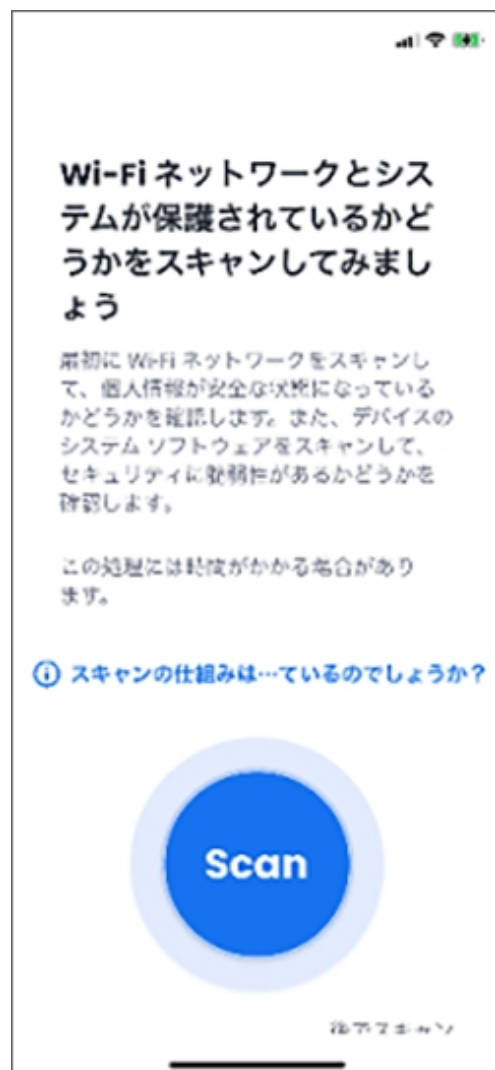 Wi-Fi ネットワークとシス
テムが保護されているかど
うかをスキャンしてみまし
ょう
最初に Wi-Fi ネットワークをスキャンし
て、個人情報が安全な状態になっている
かどうかを確認します。また、デバイスの
システム ソフトウェアをスキャンして、
セキュリティに脆弱性があるかどうかを
確認します。
この処理には時間がかかる場合があり
ます。
スキャンの仕組みは…ているのでしょうか？
Scan
後でスキャン